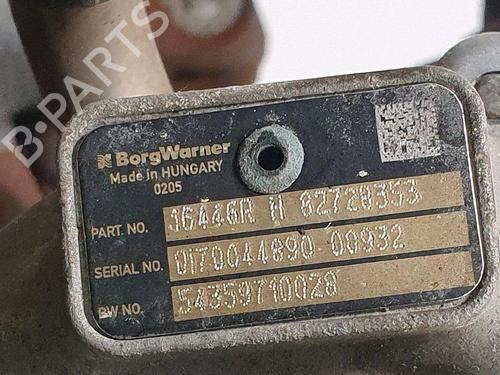 B-PARTS
BorgWarner
Made in HUNGARY
0205
PART. NO. 16446R H 82728353
SERIAL NO. 0170044890 00932
BW NO. 54359710028